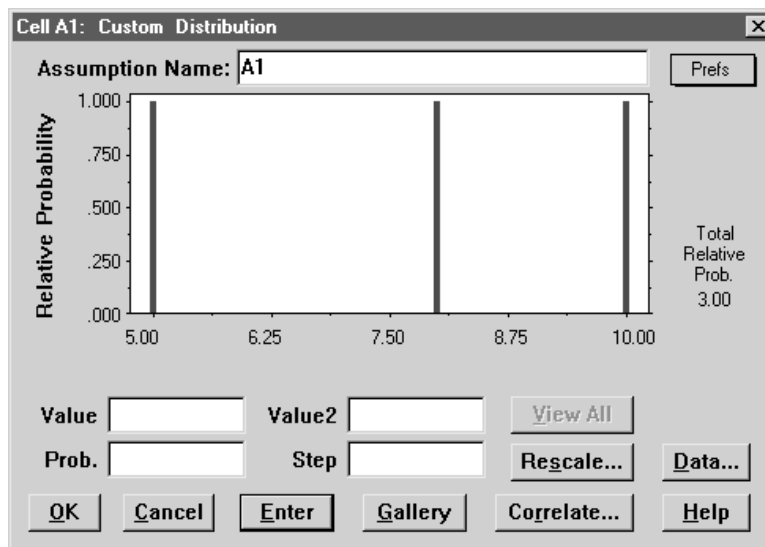 Cell A1: Custom Distribution
Assumption Name: A1
Prefs
Relative Probability
1.000
.750
.500
.250
.000
5.00 6.25 7.50 8.75 10.00
Total
Relative
Prob.
3.00
Value Value2 View All
Prob. Step Rescale... Data...
OK Cancel Enter Gallery Correlate... Help